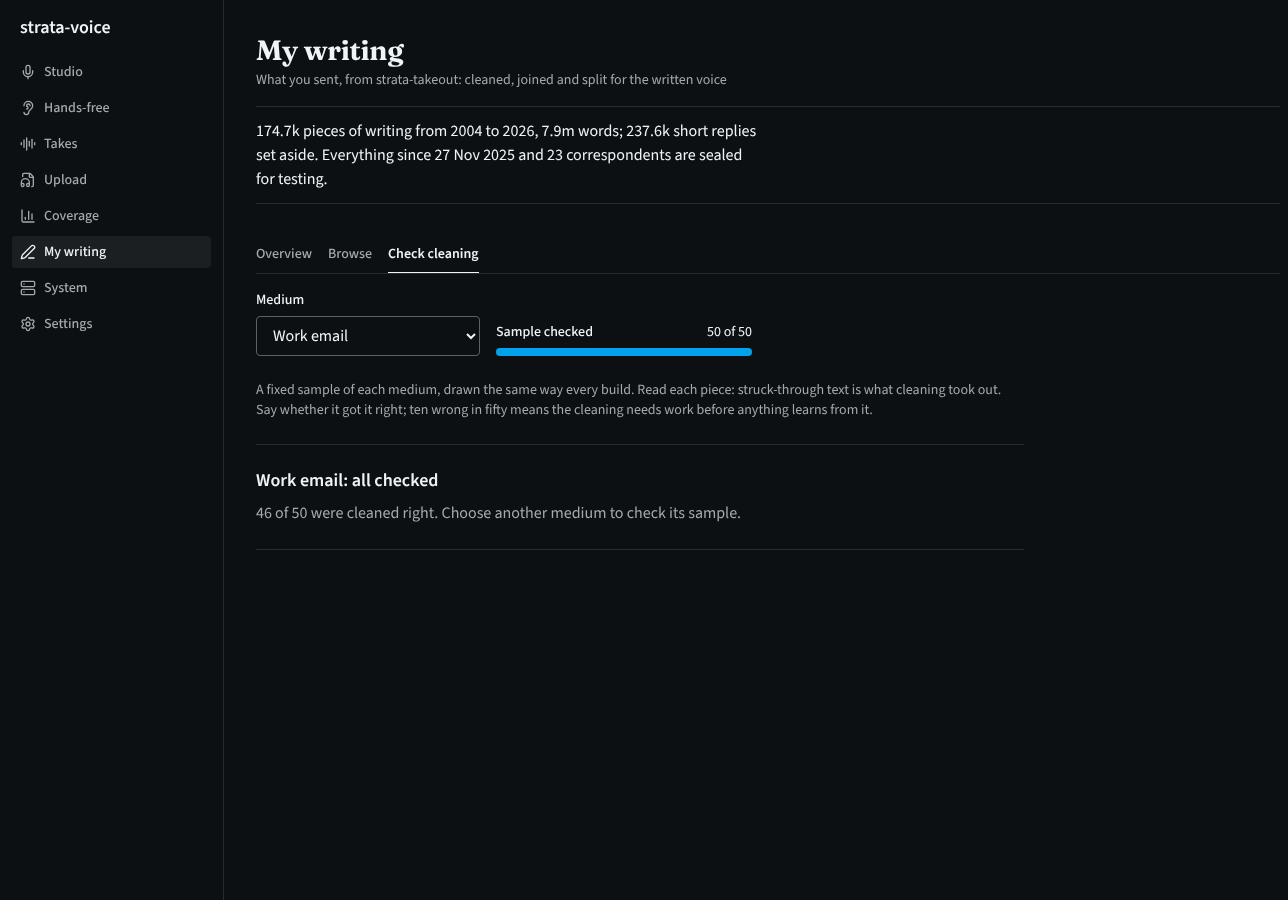 strata-voice
Studio
Hands-free
Takes
Upload
Coverage
My writing
System
Settings
My writing
What you sent, from strata-takeout: cleaned, joined and split for the written voice
174.7k pieces of writing from 2004 to 2026, 7.9m words; 237.6k short replies
set aside. Everything since 27 Nov 2025 and 23 correspondents are sealed
for testing.
Overview Browse Check cleaning
Medium
Work email
Sample checked 50 of 50
A fixed sample of each medium, drawn the same way every build. Read each piece: struck-through text is what cleaning took out.
Say whether it got it right; ten wrong in fifty means the cleaning needs work before anything learns from it.
Work email: all checked
46 of 50 were cleaned right. Choose another medium to check its sample.